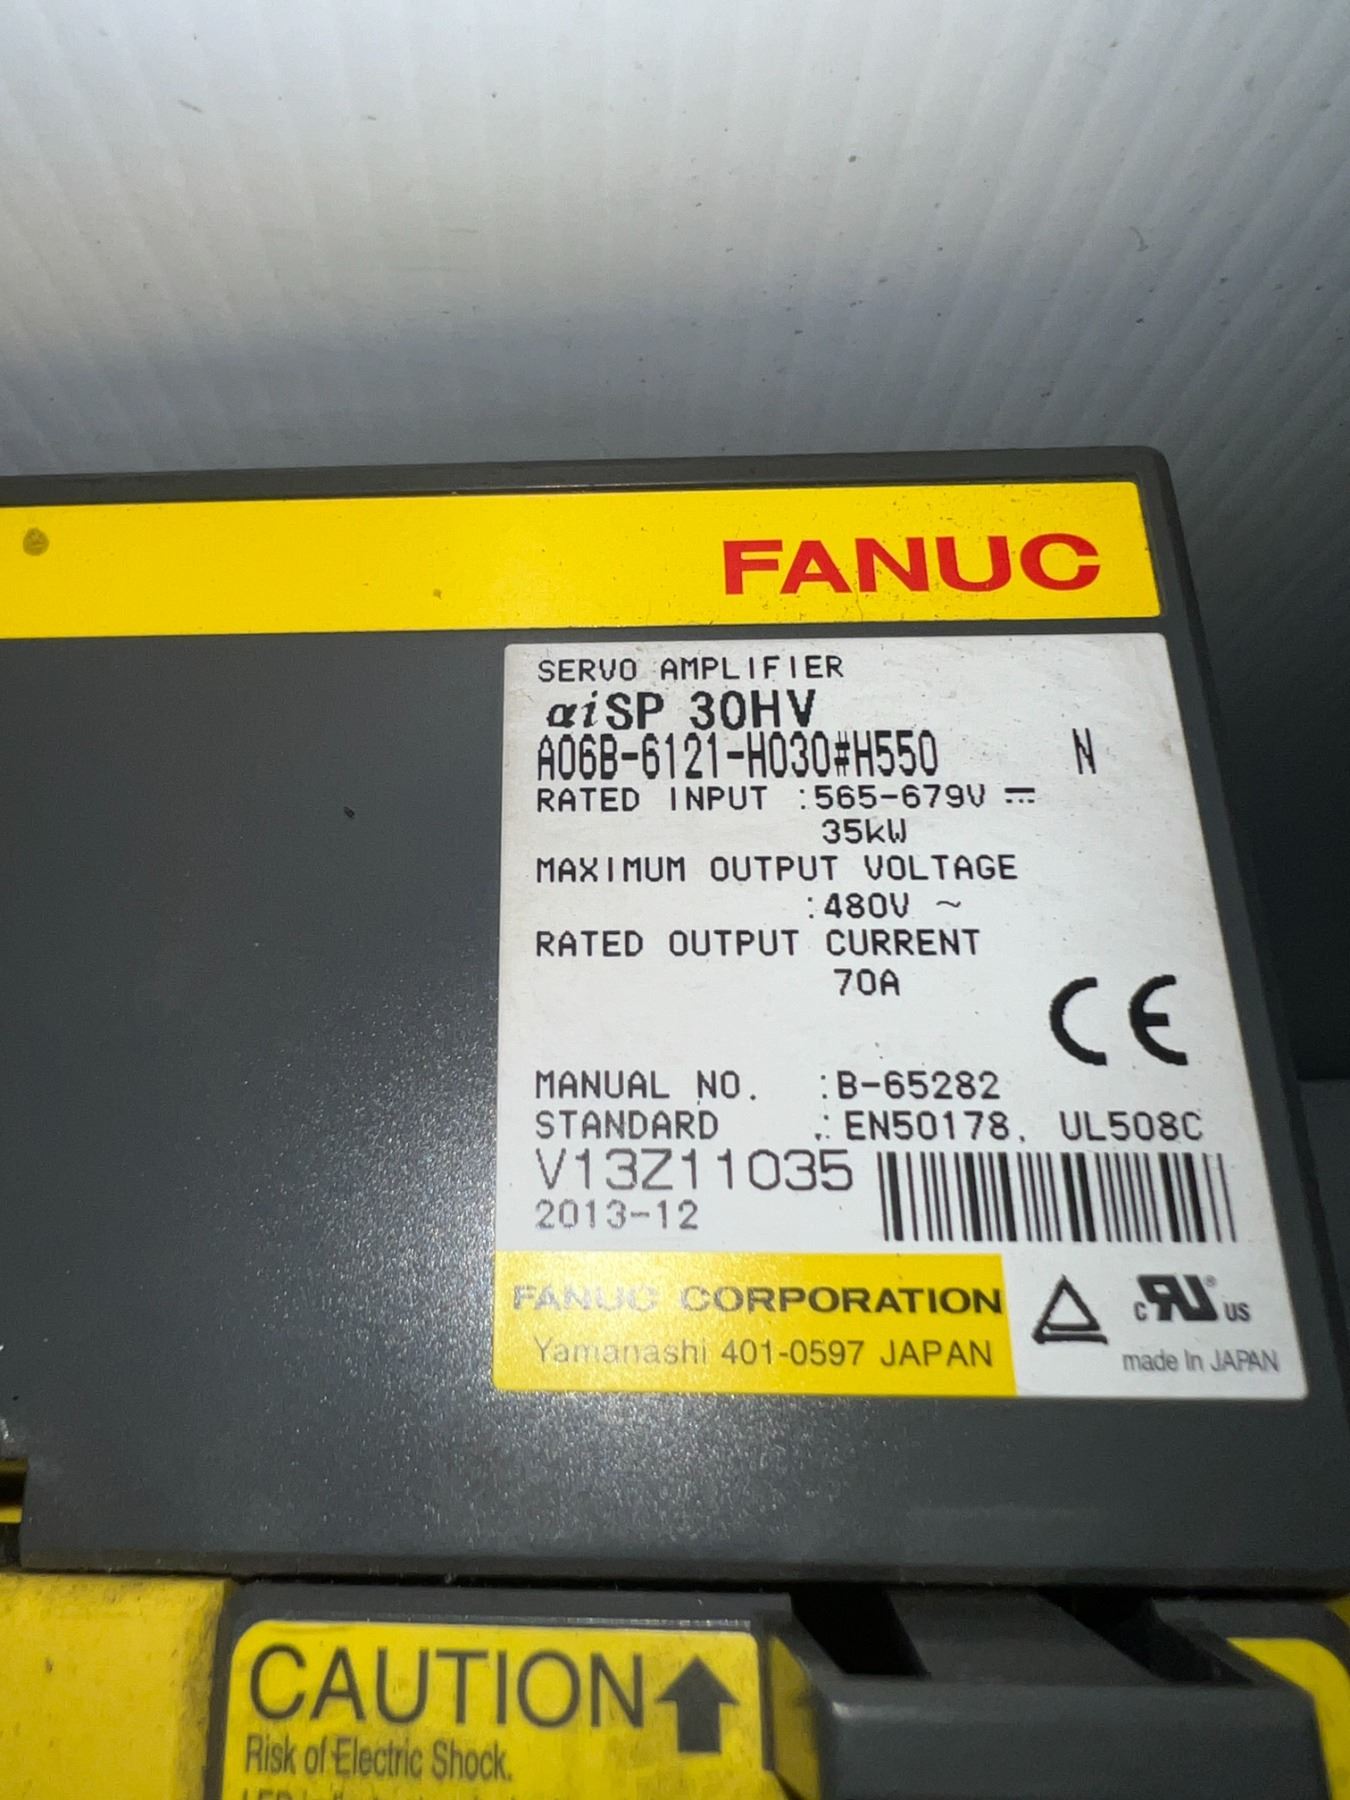 FANUC
SERVO AMPLIFIER
αiSP 30HV
A06B-6121-H030#H550 N
RATED INPUT :565-679V ⎓
35kW
MAXIMUM OUTPUT VOLTAGE
:480V ~
RATED OUTPUT CURRENT
70A
CE
MANUAL NO. :B-65282
STANDARD :EN50178, UL508C
V13Z11035
2013-12
FANUC CORPORATION
Yamanashi 401-0597 JAPAN
c RU ® US
made In JAPAN
CAUTION
Risk of Electric Shock.